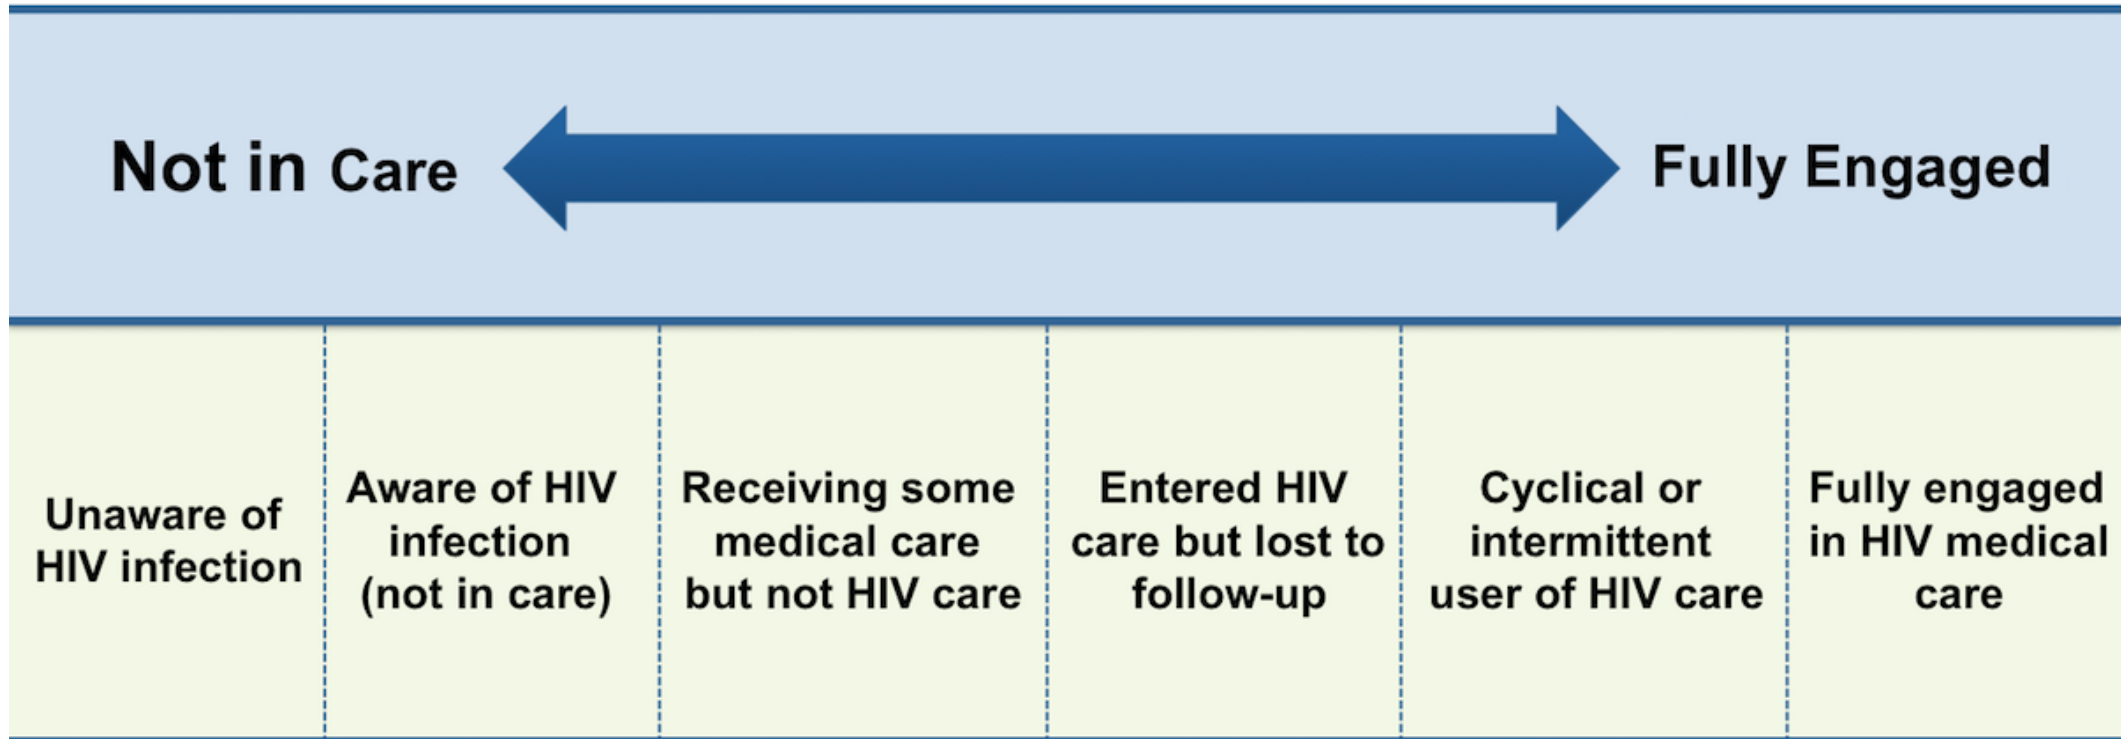 Not in Care
Fully Engaged
Unaware of
HIV infection
Aware of HIV
infection
(not in care)
Receiving some
medical care
but not HIV care
Entered HIV
care but lost to
follow-up
Cyclical or
intermittent
user of HIV care
Fully engaged
in HIV medical
care